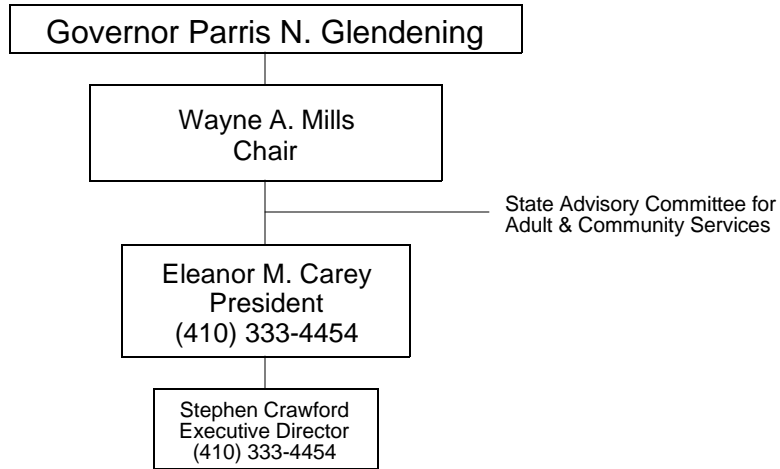 Governor Parris N. Glendening
Wayne A. Mills
Chair
State Advisory Committee for
Adult & Community Services
Eleanor M. Carey
President
(410) 333-4454
Stephen Crawford
Executive Director
(410) 333-4454